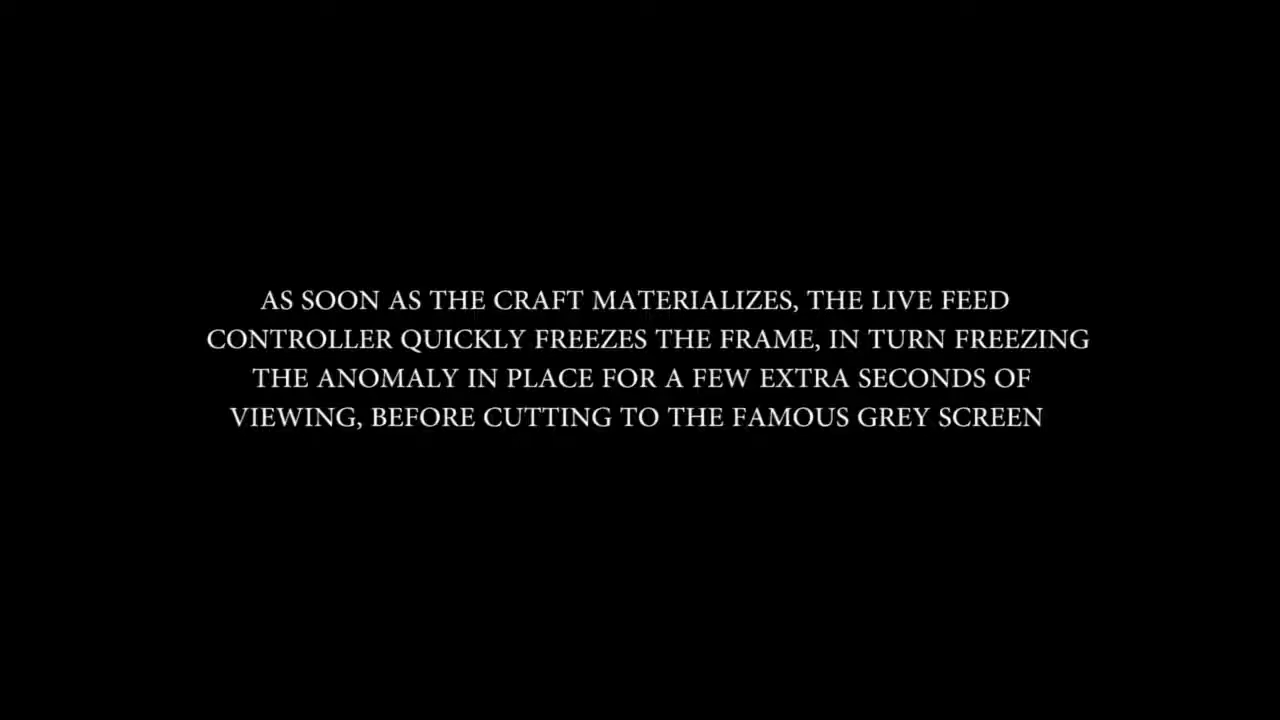 AS SOON AS THE CRAFT MATERIALIZES, THE LIVE FEED
CONTROLLER QUICKLY FREEZES THE FRAME, IN TURN FREEZING
THE ANOMALY IN PLACE FOR A FEW EXTRA SECONDS OF
VIEWING, BEFORE CUTTING TO THE FAMOUS GREY SCREEN